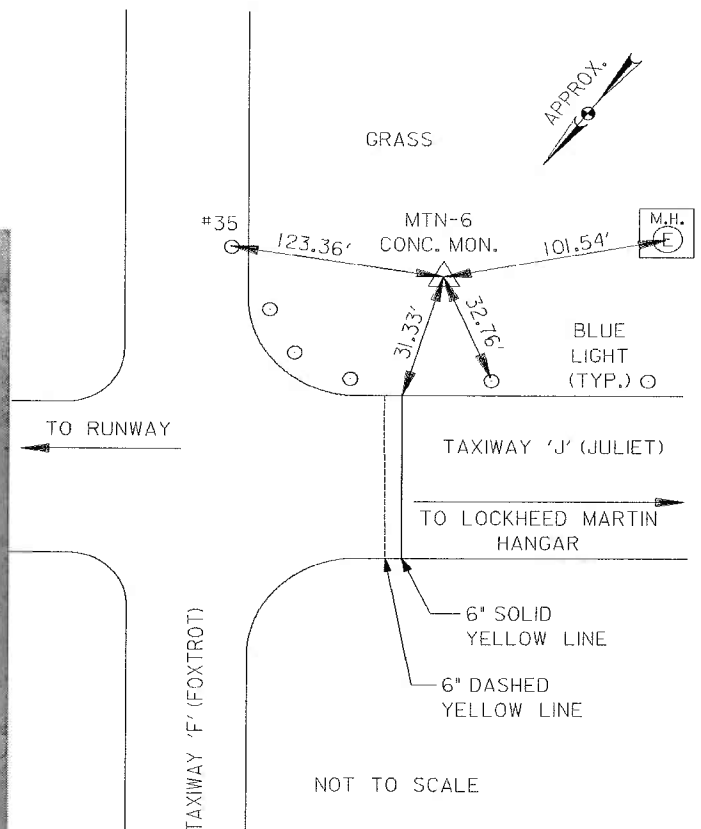 APPROX.
GRASS
#35
MTN-6
CONC. MON.
M.H.
E
123.36'
101.54'
31.33'
32.76'
BLUE
LIGHT
(TYP.)
TO RUNWAY
TAXIWAY 'J' (JULIET)
TO LOCKHEED MARTIN
HANGAR
6" SOLID
YELLOW LINE
6" DASHED
YELLOW LINE
TAXIWAY 'F' (FOXTROT)
NOT TO SCALE